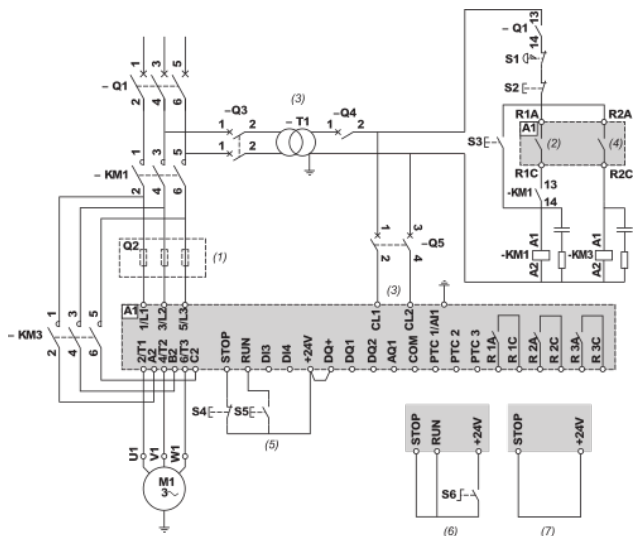 1 3 5
– Q1
2 4 6
–Q3
1 2
1 2
(3)
– T1
–Q4
1 2
13
– Q1
14
S1
S2
R1A R2A
A1
(2) (4)
S3
R1C R2C
13
-KM1
14
A1 A1
-KM1 -KM3
A2 A2
1 3 5
– KM1
2 4 6
Q2
(1)
1 3
–Q5
2 4
(3)
1 3 5
– KM3
2 4 6
A1
1/L1 3/L2 5/L3 CL1 CL2 PTC 1/AI1
2/T1 A2 4/T2 B2 6/T3 C2 STOP RUN DI3 DI4 +24V DQ+ DQ1 DQ2 AQ1 COM PTC 2 PTC 3 R 1A R 1C R 2A R 2C R 3A R 3C
S4 S5
(5)
U1 V1 W1
M1
3
STOP RUN +24V
S6
(6)
STOP +24V
(7)